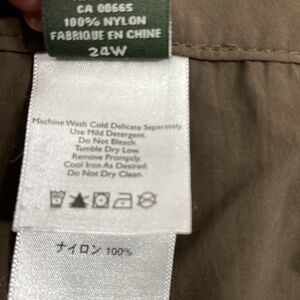 CA 00665
100% NYLON
FABRIQUE EN CHINE
24W
Machine Wash Cold Delicate Separately.
Use Mild Detergent.
Do Not Bleach.
Tumble Dry Low.
Remove Promptly.
Cool Iron As Desired.
Do Not Dry Clean.
ナイロン 100%